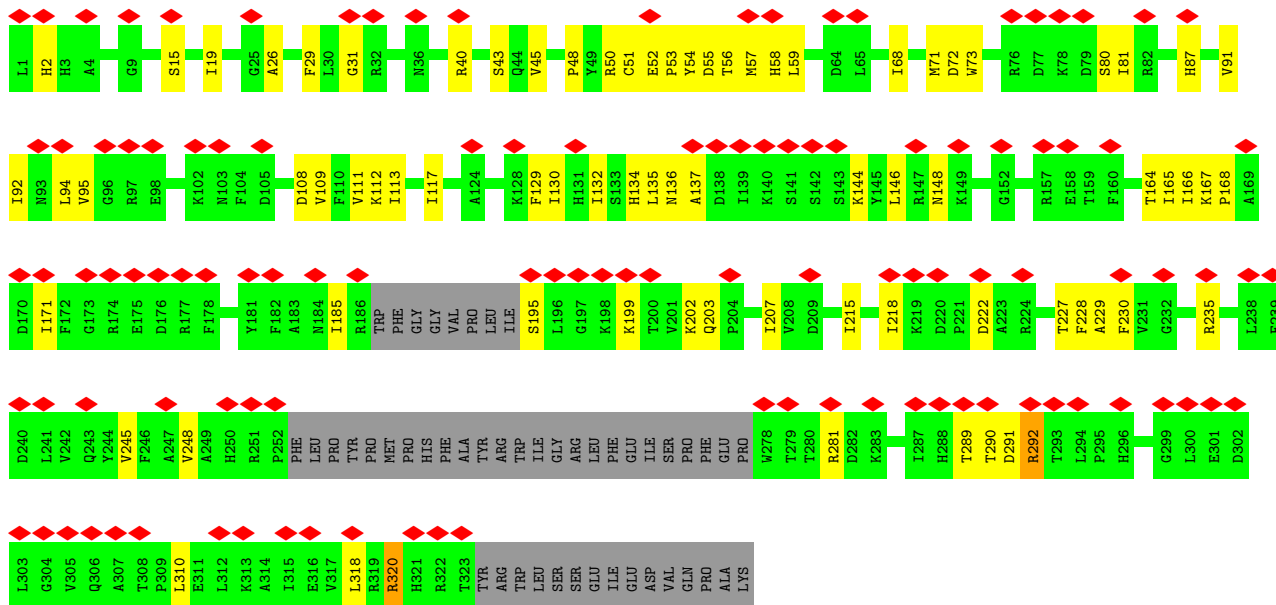 L1 H2 H3 A4 G9 S15 I19 G25 A26 F29 L30 G31 R32 N36 R40 S43 Q44 V45 P48 Y49 R50 C51 E52 P53 Y54 D55 T56 M57 H58 L59 D64 L65 I68 M71 D72 W73 R76 D77 K78 D79 S80 I81 R82 H87 V91
I92 N93 L94 V95 G96 R97 E98 K102 N103 F104 D105 D108 V109 F110 V111 K112 I113 I117 A124 K128 F129 I130 H131 I132 S133 H134 L135 N136 A137 D138 I139 K140 S141 S142 S143 K144 Y145 L146 R147 N148 K149 G152 R157 E158 T159 F160 T164 I165 I166 K167 P168 A169
D170 I171 F172 G173 R174 E175 D176 R177 F178 Y181 F182 A183 N184 I185 R186 TRP PHE GLY GLY VAL PRO LEU ILE S195 L196 G197 K198 K199 T200 V201 K202 Q203 P204 I207 V208 D209 I215 I218 K219 D220 P221 D222 A223 R224 T227 F228 A229 F230 V231 G232 R235 L238 E239
D240 L241 V242 Q243 Y244 V245 F246 A247 V248 A249 H250 R251 P252 PHE LEU PRO TYR PRO MET PRO HIS PHE ALA TYR ARG TRP ILE GLY ARG LEU PHE GLU ILE SER PRO PHE GLU PRO W278 T279 T280 R281 D282 K283 I287 H288 T289 T290 D291 R292 T293 L294 P295 H296 G299 L300 E301 D302
L303 G304 V305 Q306 A307 T308 P309 L310 E311 L312 K313 A314 I315 E316 V317 L318 R319 R320 H321 R322 T323 TYR ARG TRP LEU SER SER GLU ILE GLU ASP VAL GLN PRO ALA LYS